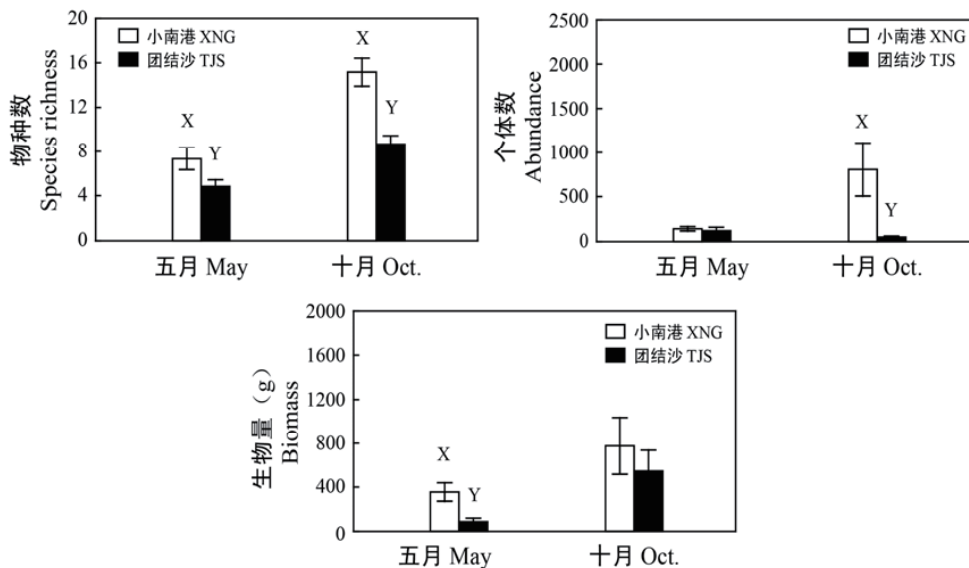 物种数
Species richness
20
16
12
8
4
0
小南港 XNG
团结沙 TJS
X
Y
X
Y
五月 May
十月 Oct.
个体数
Abundance
2500
2000
1500
1000
500
0
小南港 XNG
团结沙 TJS
X
Y
五月 May
十月 Oct.
生物量（g）
Biomass
2000
1600
1200
800
400
0
小南港 XNG
团结沙 TJS
X
Y
五月 May
十月 Oct.